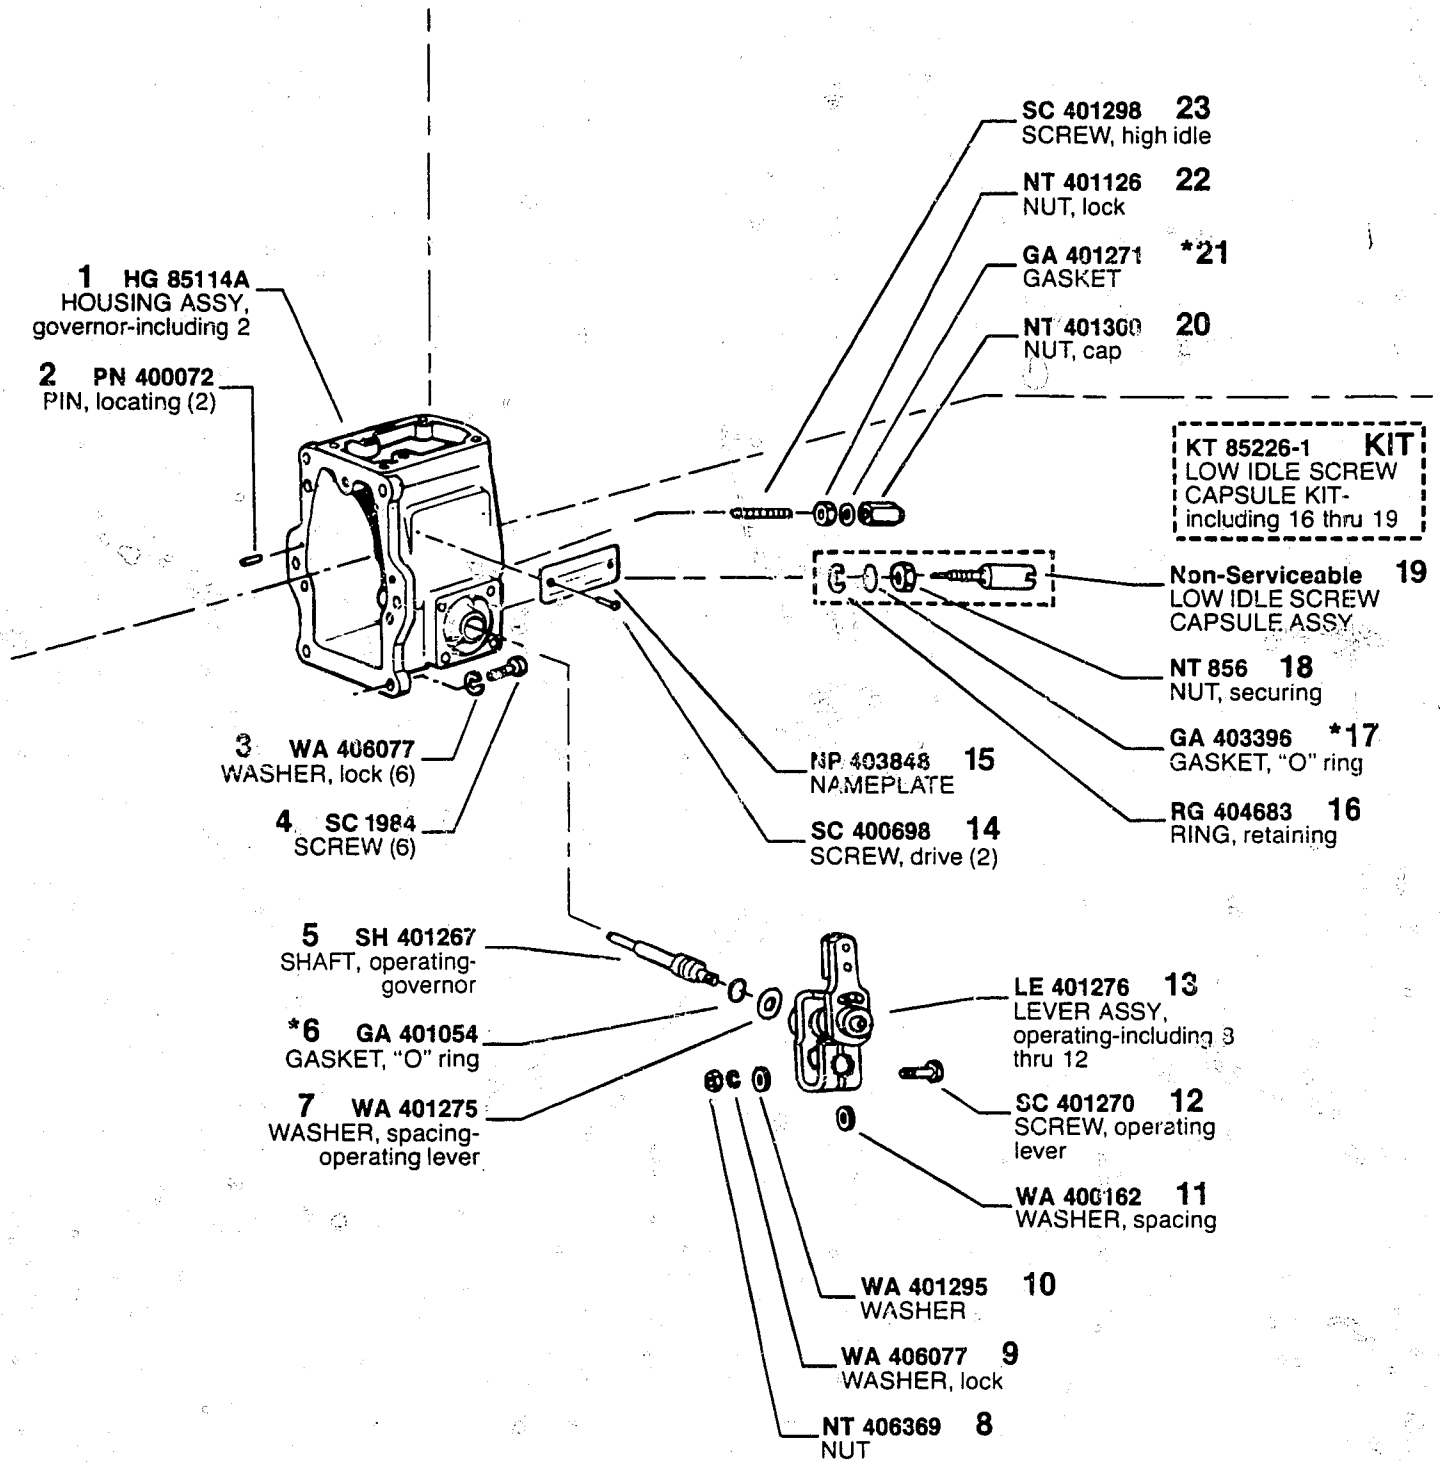 SC 401298 23
SCREW, high idle
NT 401126 22
NUT, lock
GA 401271 *21
GASKET
NT 401300 20
NUT, cap
1 HG 85114A
HOUSING ASSY,
governor-including 2
2 PN 400072
PIN, locating (2)
KT 85226-1 KIT
LOW IDLE SCREW
CAPSULE KIT-
including 16 thru 19
Non-Serviceable 19
LOW IDLE SCREW
CAPSULE ASSY
NT 856 18
NUT, securing
GA 403396 *17
GASKET, "O" ring
RG 404683 16
RING, retaining
3 WA 406077
WASHER, lock (6)
4 SC 1984
SCREW (6)
NP 403848 15
NAMEPLATE
SC 400698 14
SCREW, drive (2)
5 SH 401267
SHAFT, operating-
governor
*6 GA 401054
GASKET, "O" ring
7 WA 401275
WASHER, spacing-
operating lever
LE 401276 13
LEVER ASSY,
operating-including 8
thru 12
SC 401270 12
SCREW, operating
lever
WA 400162 11
WASHER, spacing
WA 401295 10
WASHER
WA 406077 9
WASHER, lock
NT 406369 8
NUT